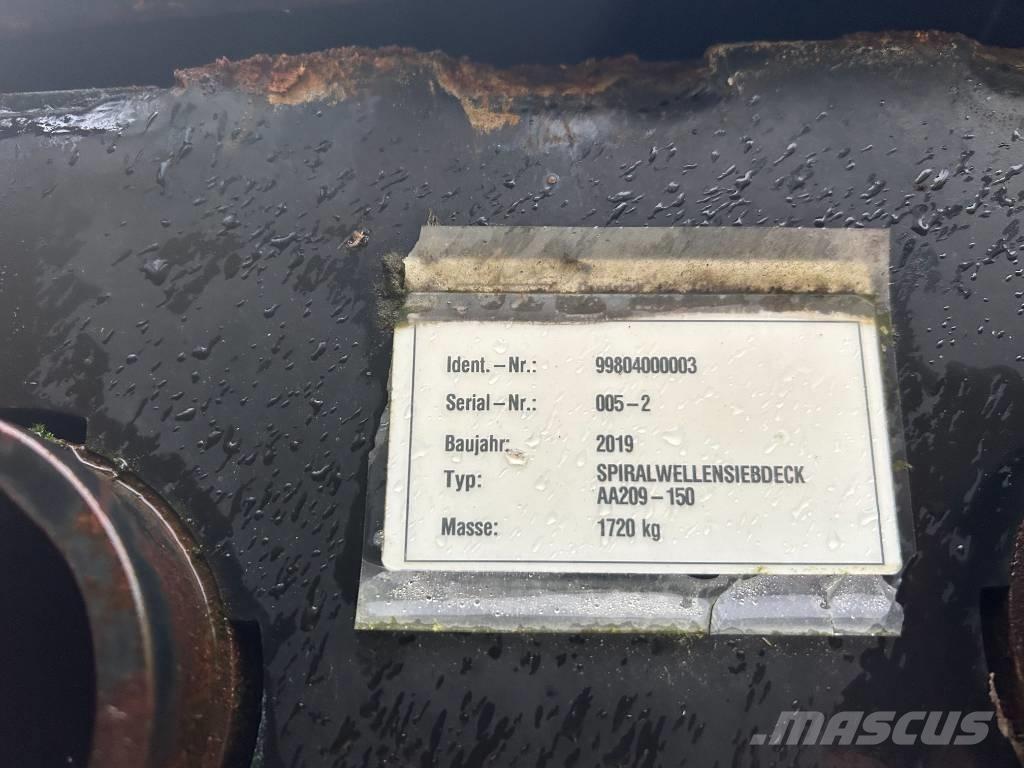 Ident.-Nr.: 99804000003
Serial-Nr.: 005-2
Baujahr: 2019
Typ: SPIRALWELLENSIEBDECK
AA209-150
Masse: 1720 kg
MASCUS